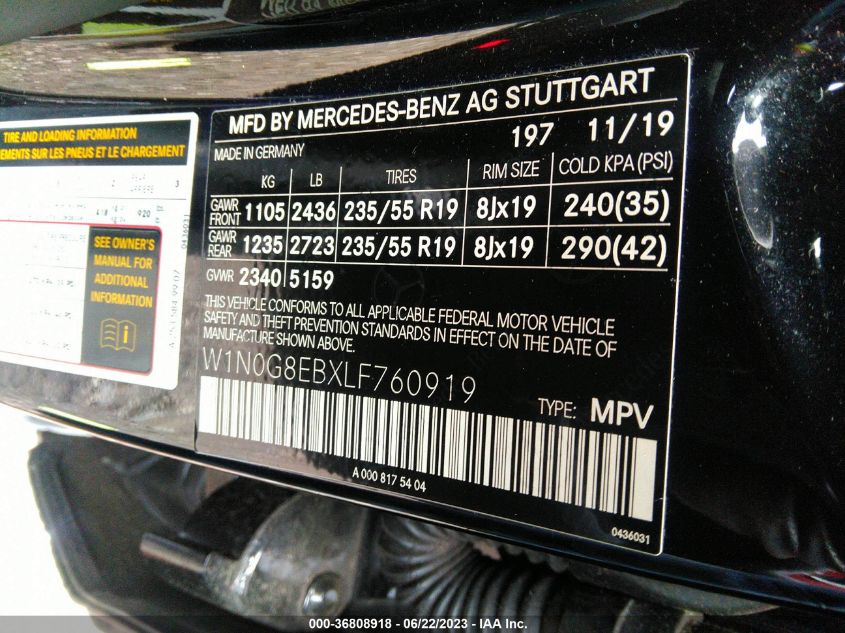 TIRE AND LOADING INFORMATION
EMENTS SUR LES PNEUS ET LE CHARGEMENT
2
3
920
0436031
SEE OWNER'S
MANUAL FOR
ADDITIONAL
INFORMATION
MFD BY MERCEDES-BENZ AG STUTTGART
197 11/19
MADE IN GERMANY
KG LB TIRES RIM SIZE COLD KPA (PSI)
GAWR FRONT 1105 2436 235/55 R19 8Jx19 240(35)
GAWR REAR 1235 2723 235/55 R19 8Jx19 290(42)
GVWR 2340 5159
THIS VEHICLE CONFORMS TO ALL APPLICABLE FEDERAL MOTOR VEHICLE
SAFETY AND THEFT PREVENTION STANDARDS IN EFFECT ON THE DATE OF
MANUFACTURE SHOWN ABOVE.
W1N0G8EBXLF760919
TYPE: MPV
A 000 817 54 04
0436031
000-36808918 - 06/22/2023 - IAA Inc.